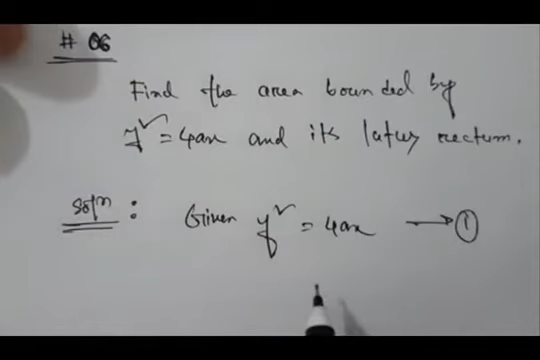 # 06
Find the area bounded by
y² = 4ax and its latus rectum.
Soln : Given y² = 4ax → ①